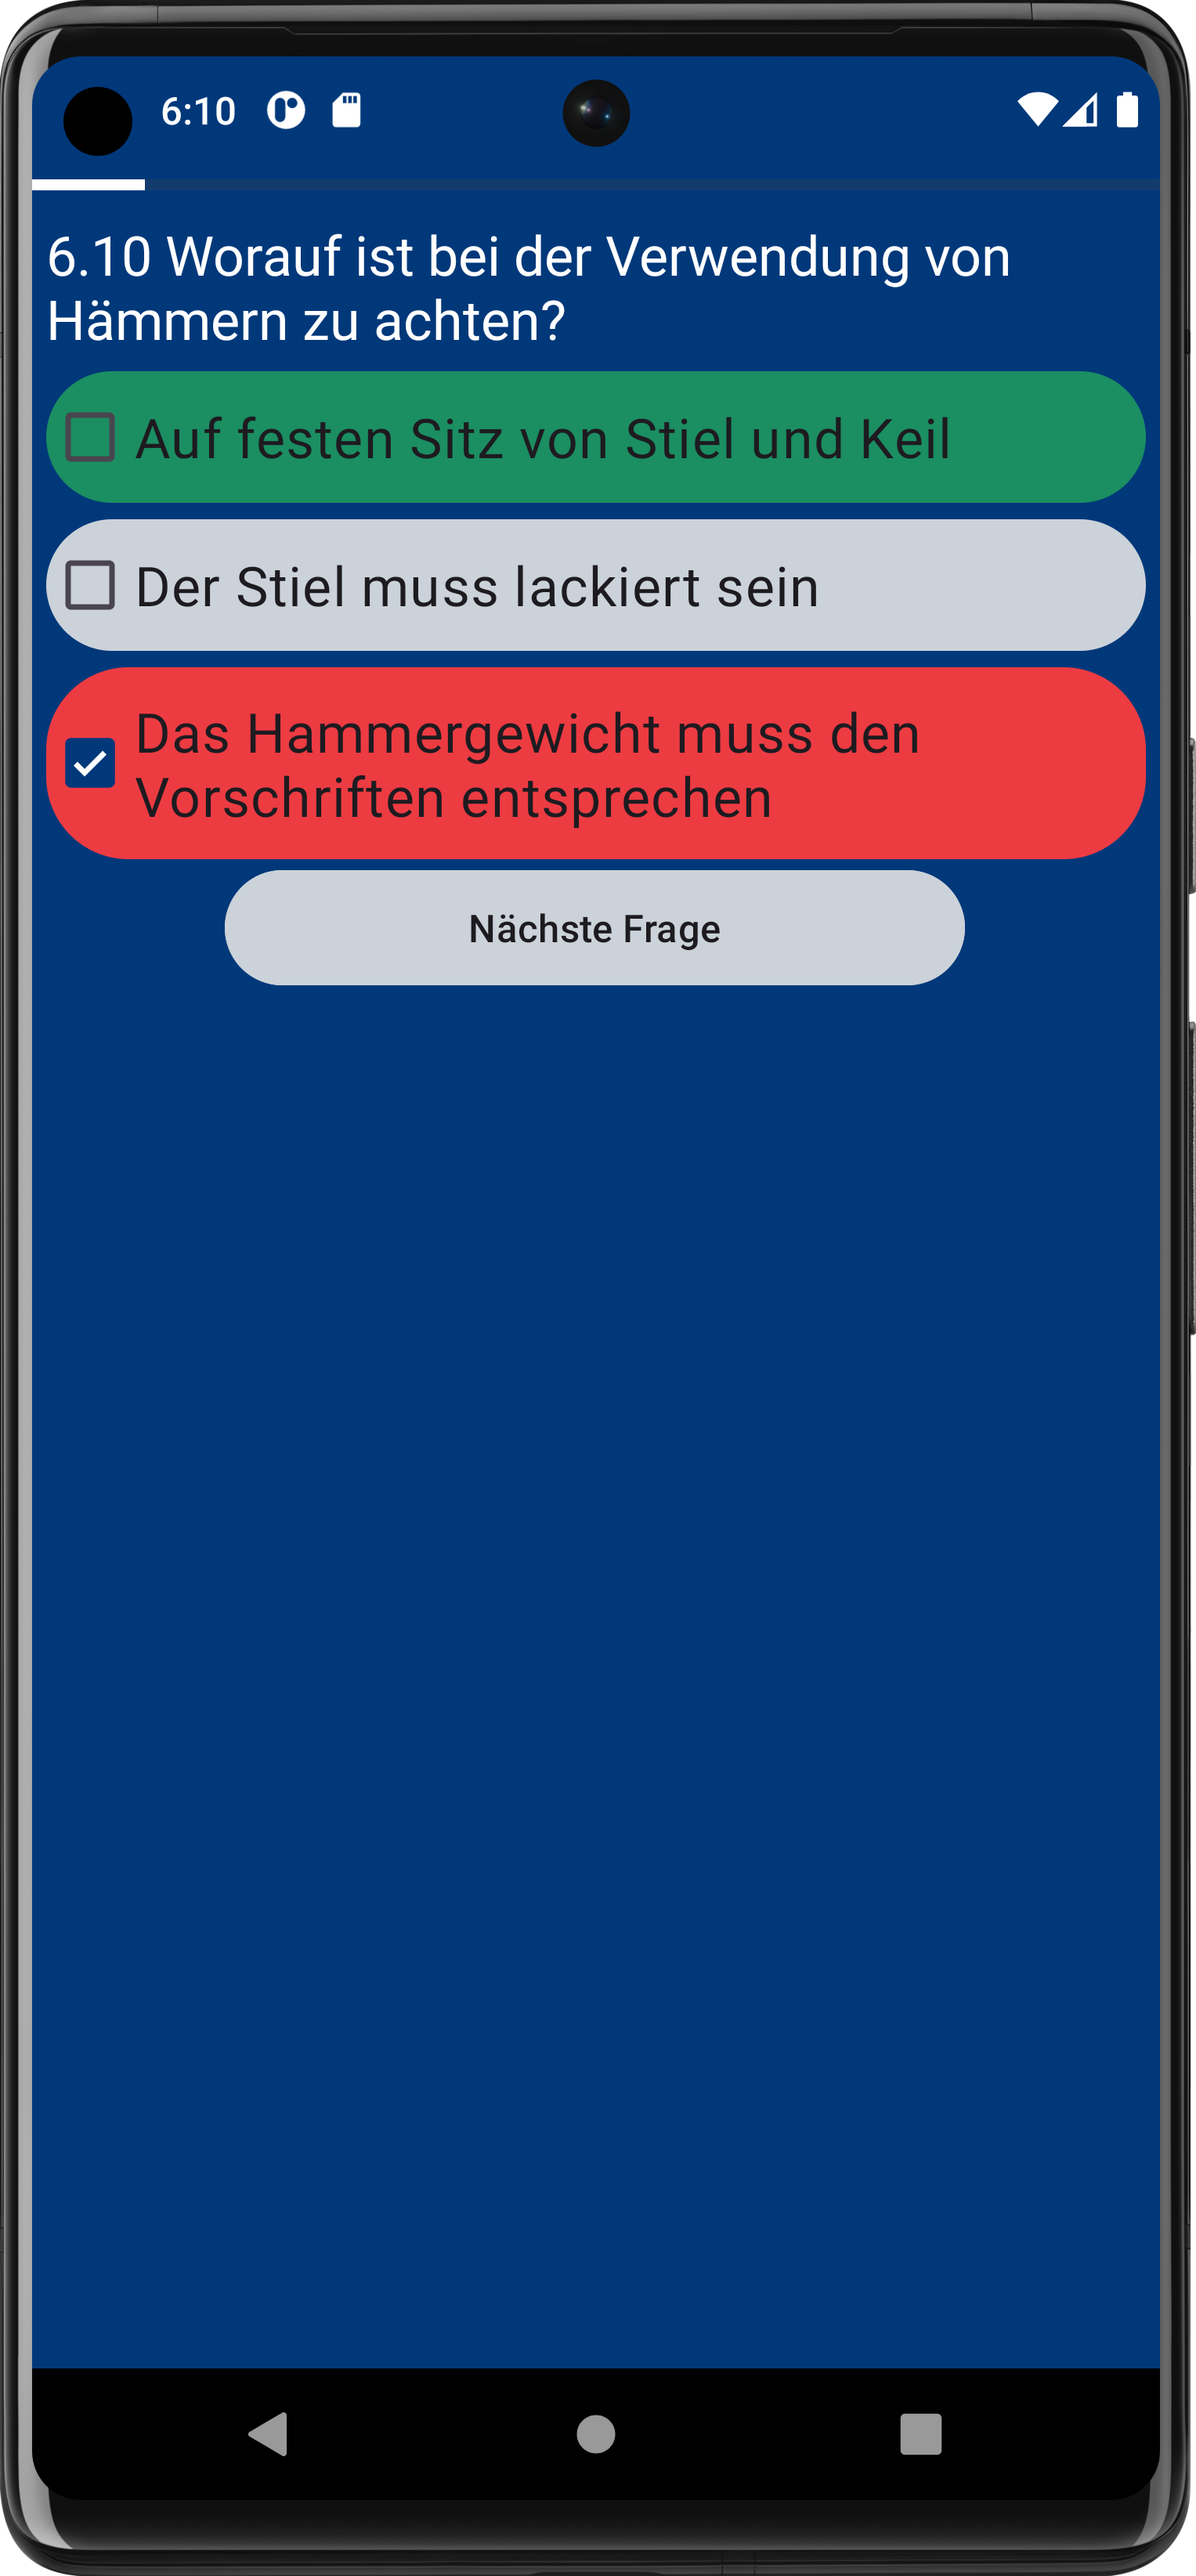 6:10
6.10 Worauf ist bei der Verwendung von
Hämmern zu achten?
Auf festen Sitz von Stiel und Keil
Der Stiel muss lackiert sein
Das Hammergewicht muss den
Vorschriften entsprechen
Nächste Frage